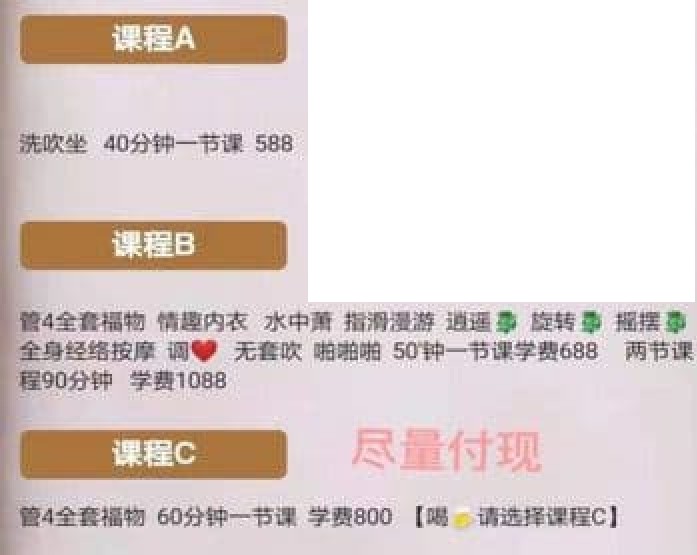 课程A
洗吹坐 40分钟一节课 588
课程B
管4全套福物 情趣内衣 水中萧 指滑漫游 逍遥🐉 旋转🐉 摇摆🐉
全身经络按摩 调❤️ 无套吹 啪啪啪 50'钟一节课学费688 两节课
程90分钟 学费1088
课程C
尽量付现
管4全套福物 60分钟一节课 学费800 【喝🍺请选择课程C】